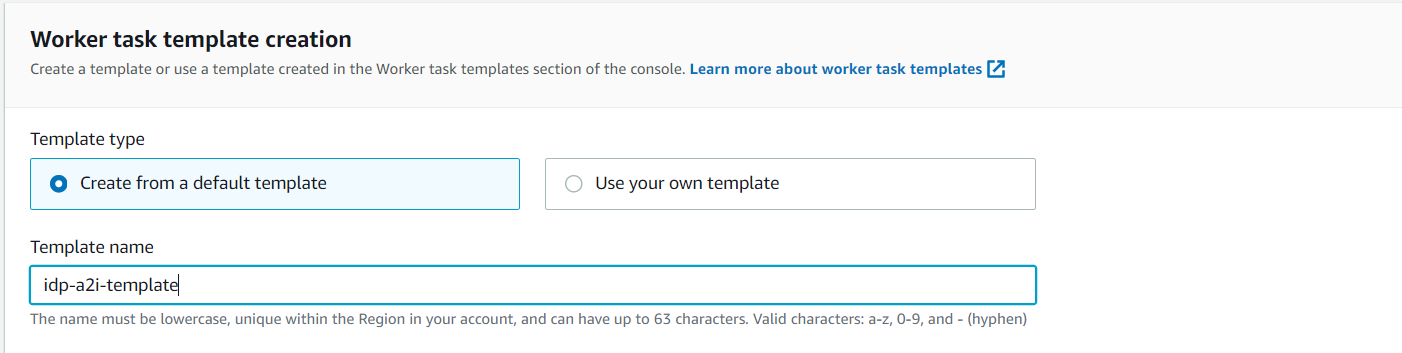 Worker task template creation
Create a template or use a template created in the Worker task templates section of the console. Learn more about worker task templates
Template type
Create from a default template
Use your own template
Template name
idp-a2i-template
The name must be lowercase, unique within the Region in your account, and can have up to 63 characters. Valid characters: a-z, 0-9, and - (hyphen)